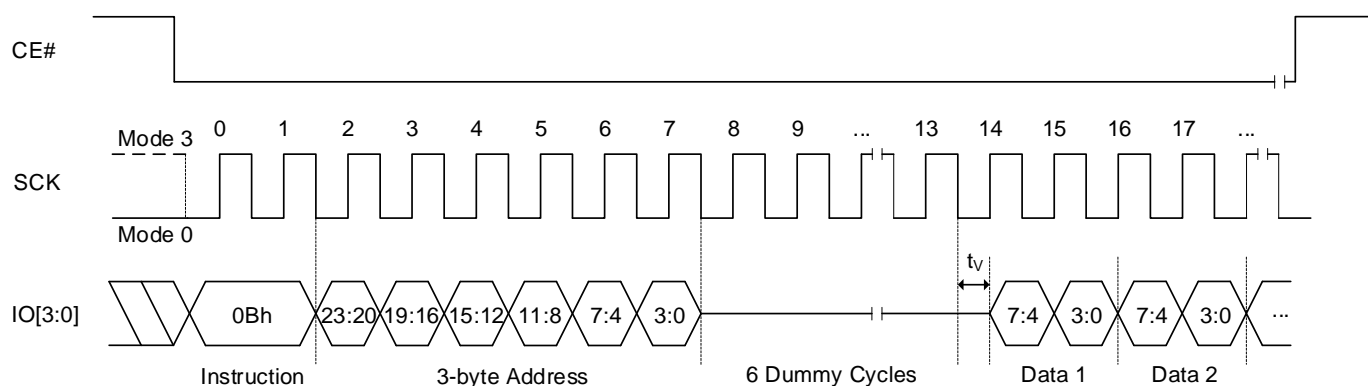 CE#
0 1 2 3 4 5 6 7 8 9 ... 13 14 15 16 17 ...
Mode 3
SCK
Mode 0
tV
IO[3:0] 0Bh 23:20 19:16 15:12 11:8 7:4 3:0 7:4 3:0 7:4 3:0 ...
Instruction 3-byte Address 6 Dummy Cycles Data 1 Data 2